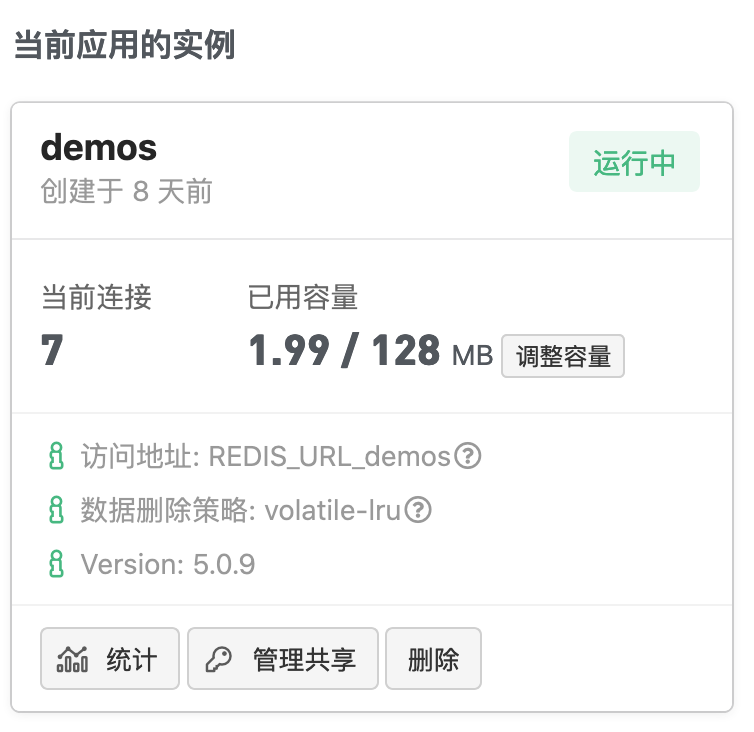 当前应用的实例
demos
运行中
创建于 8 天前
当前连接
已用容量
7
1.99 / 128 MB
调整容量
访问地址: REDIS_URL_demos?
数据删除策略: volatile-lru?
Version: 5.0.9
统计
管理共享
删除